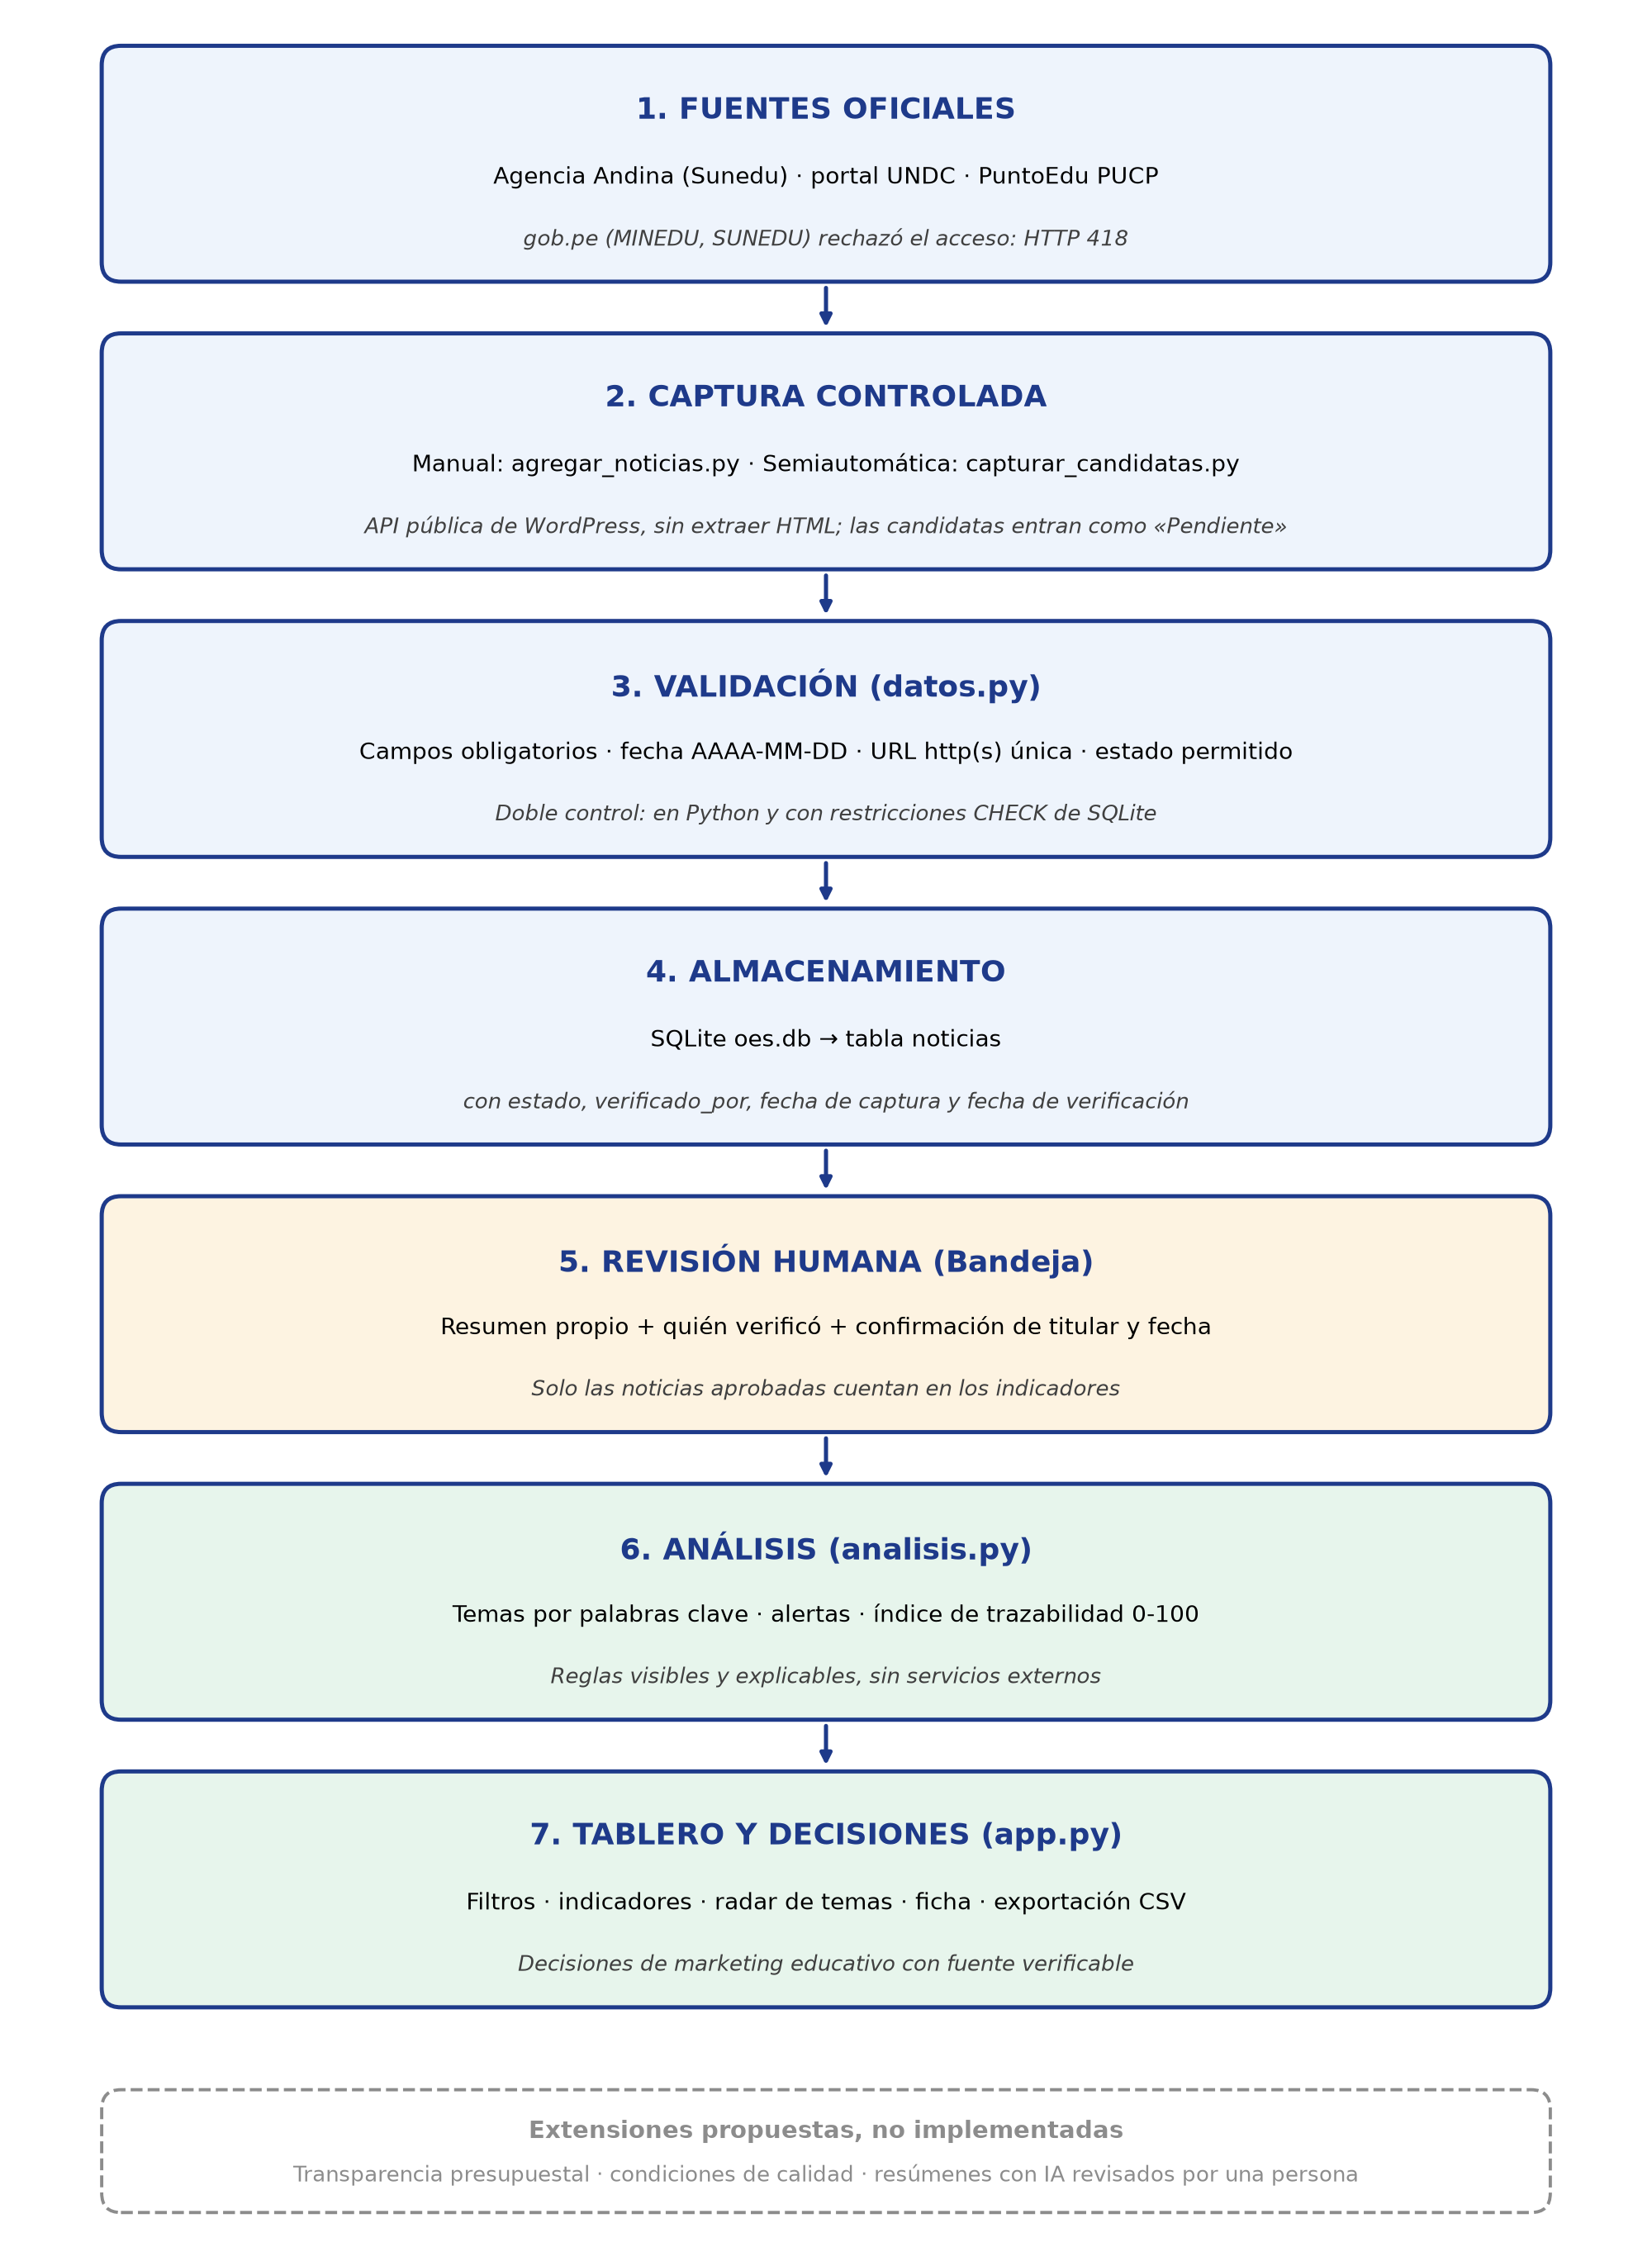 1. FUENTES OFICIALES
Agencia Andina (Sunedu) · portal UNDC · PuntoEdu PUCP
gob.pe (MINEDU, SUNEDU) rechazó el acceso: HTTP 418
2. CAPTURA CONTROLADA
Manual: agregar_noticias.py · Semiautomática: capturar_candidatas.py
API pública de WordPress, sin extraer HTML; las candidatas entran como «Pendiente»
3. VALIDACIÓN (datos.py)
Campos obligatorios · fecha AAAA-MM-DD · URL http(s) única · estado permitido
Doble control: en Python y con restricciones CHECK de SQLite
4. ALMACENAMIENTO
SQLite oes.db → tabla noticias
con estado, verificado_por, fecha de captura y fecha de verificación
5. REVISIÓN HUMANA (Bandeja)
Resumen propio + quién verificó + confirmación de titular y fecha
Solo las noticias aprobadas cuentan en los indicadores
6. ANÁLISIS (analisis.py)
Temas por palabras clave · alertas · índice de trazabilidad 0-100
Reglas visibles y explicables, sin servicios externos
7. TABLERO Y DECISIONES (app.py)
Filtros · indicadores · radar de temas · ficha · exportación CSV
Decisiones de marketing educativo con fuente verificable
Extensiones propuestas, no implementadas
Transparencia presupuestal · condiciones de calidad · resúmenes con IA revisados por una persona